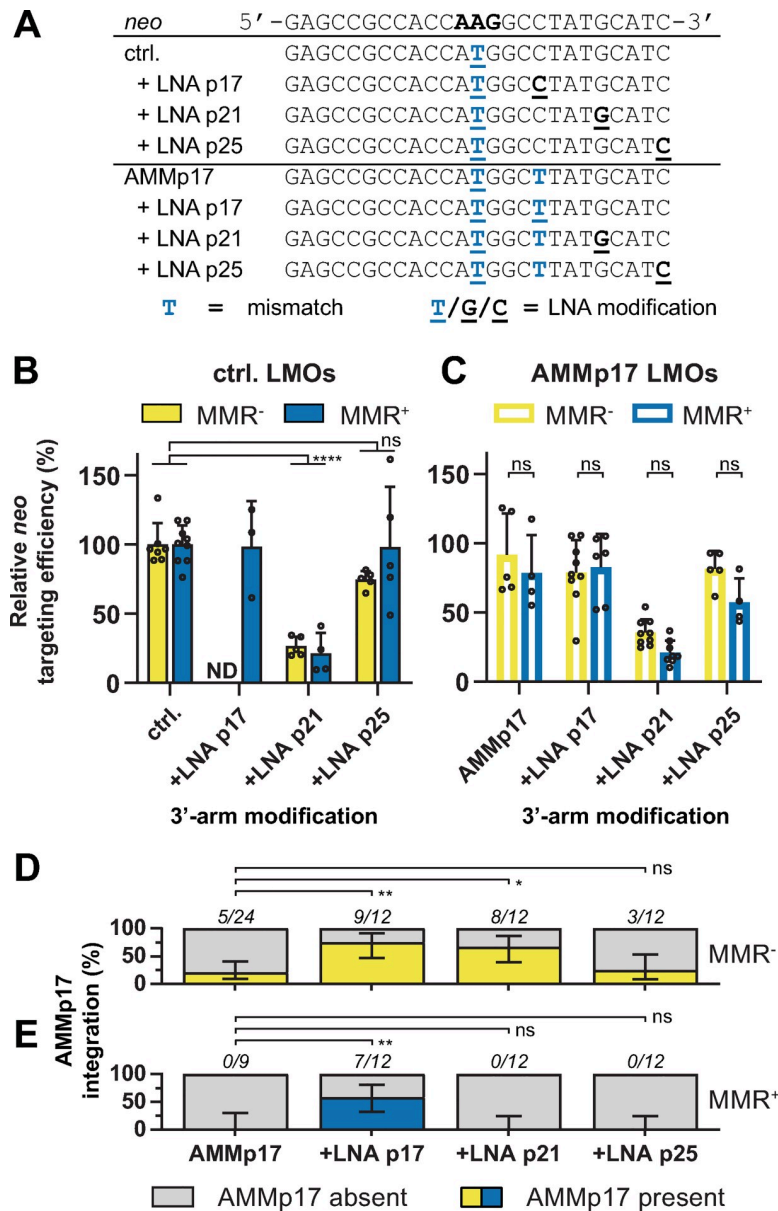 A
neo 5′-GAGCCGCCACCAAGGCCTATGCATC-3′
ctrl. GAGCCGCCACCATGGCCTATGCATC
+ LNA p17 GAGCCGCCACCATGGCCTATGCATC
+ LNA p21 GAGCCGCCACCATGGCCTATGCATC
+ LNA p25 GAGCCGCCACCATGGCCTATGCATC
AMMp17 GAGCCGCCACCATGGCTTATGCATC
+ LNA p17 GAGCCGCCACCATGGCTTATGCATC
+ LNA p21 GAGCCGCCACCATGGCTTATGCATC
+ LNA p25 GAGCCGCCACCATGGCTTATGCATC
T = mismatch T/G/C = LNA modification
B ctrl. LMOs
MMR- MMR+
ns
****
Relative neo
targeting efficiency (%)
150
100
50
0
ND
ctrl.
+LNA p17
+LNA p21
+LNA p25
3’-arm modification
C AMMp17 LMOs
MMR- MMR+
ns ns ns ns
150
100
50
0
AMMp17
+LNA p17
+LNA p21
+LNA p25
3’-arm modification
D
ns
*
**
5/24 9/12 8/12 3/12
100
50
0
MMR-
AMMp17
integration (%)
E
ns
ns
**
0/9 7/12 0/12 0/12
100
50
0
MMR+
AMMp17 +LNA p17 +LNA p21 +LNA p25
AMMp17 absent AMMp17 present